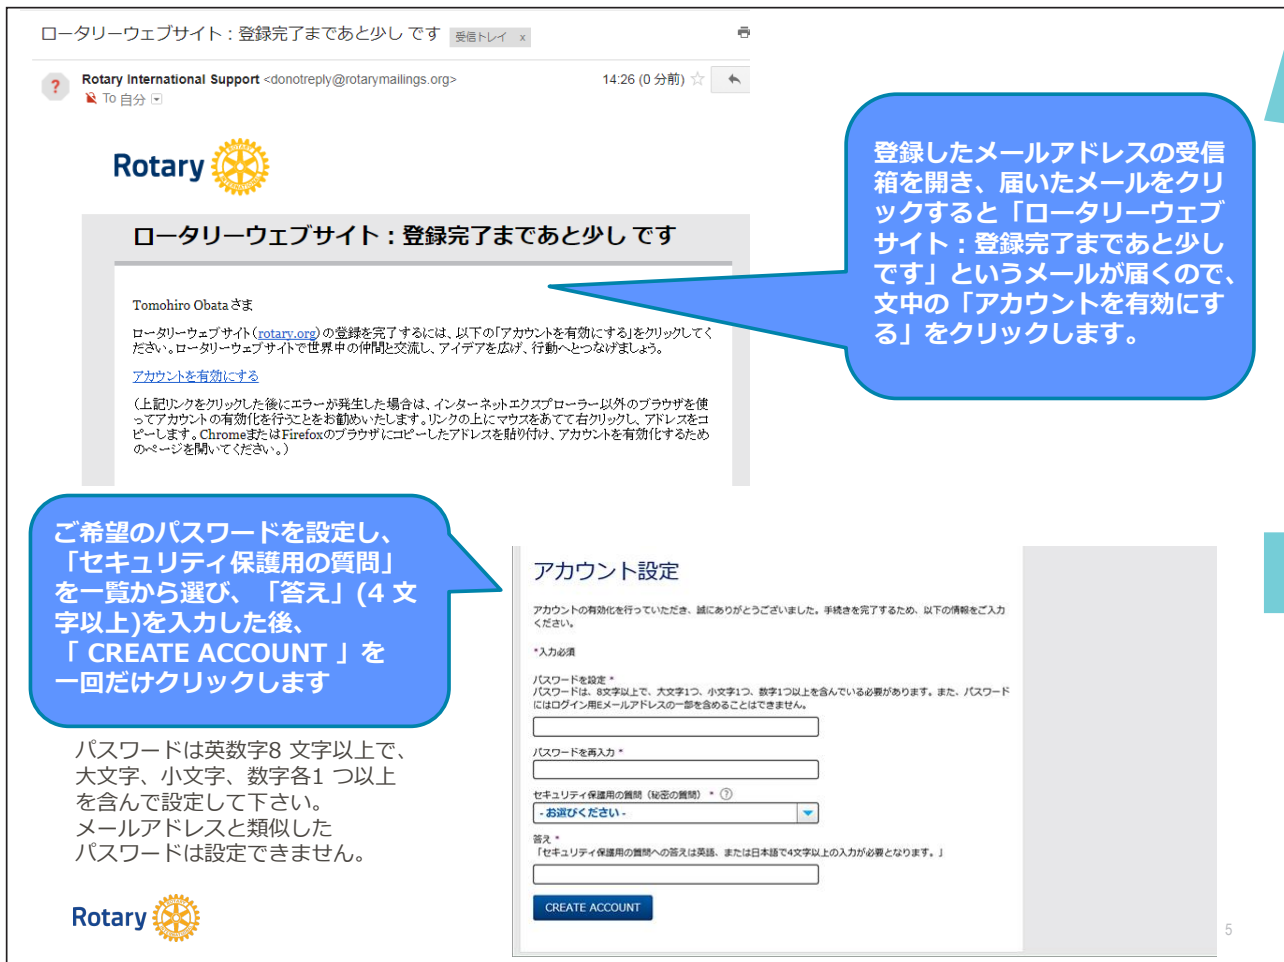 ロータリーウェブサイト：登録完了まであと少し です 受信トレイ x
Rotary International Support <donotreply@rotarymailings.org> 14:26 (0 分前)
To 自分
Rotary
ロータリーウェブサイト：登録完了まであと少し です
Tomohiro Obataさま
ロータリーウェブサイト（rotary.org）の登録を完了するには、以下の「アカウントを有効にする」をクリックしてく
ださい。ロータリーウェブサイトで世界中の仲間と交流し、アイデアを広げ、行動へとつなげましょう。
アカウントを有効にする
（上記リンクをクリックした後にエラーが発生した場合は、インターネットエクスプローラー以外のブラウザを使
ってアカウントの有効化を行うことをお勧めいたします。リンクの上にマウスをあてて右クリックし、アドレスをコ
ピーします。ChromeまたはFirefoxのブラウザにコピーしたアドレスを貼り付け、アカウントを有効化するため
のページを開いてください。）
登録したメールアドレスの受信
箱を開き、届いたメールをクリ
ックすると「ロータリーウェブ
サイト：登録完了まであと少し
です」というメールが届くので、
文中の「アカウントを有効にす
る」をクリックします。
ご希望のパスワードを設定し、
「セキュリティ保護用の質問」
を一覧から選び、「答え」(4 文
字以上)を入力した後、
「 CREATE ACCOUNT 」を
一回だけクリックします
パスワードは英数字8 文字以上で、
大文字、小文字、数字各1 つ以上
を含んで設定して下さい。
メールアドレスと類似した
パスワードは設定できません。
Rotary
アカウント設定
アカウントの有効化を行っていただき、誠にありがとうございました。手続きを完了するため、以下の情報をご入力
ください。
*入力必須
パスワードを設定 *
パスワードは、8文字以上で、大文字1つ、小文字1つ、数字1つ以上を含んでいる必要があります。また、パスワード
にはログイン用Eメールアドレスの一部を含めることはできません。
パスワードを再入力 *
セキュリティ保護用の質問（秘密の質問） * ?
- お選びください -
答え *
「セキュリティ保護用の質問への答えは英語、または日本語で4文字以上の入力が必要となります。」
CREATE ACCOUNT
5